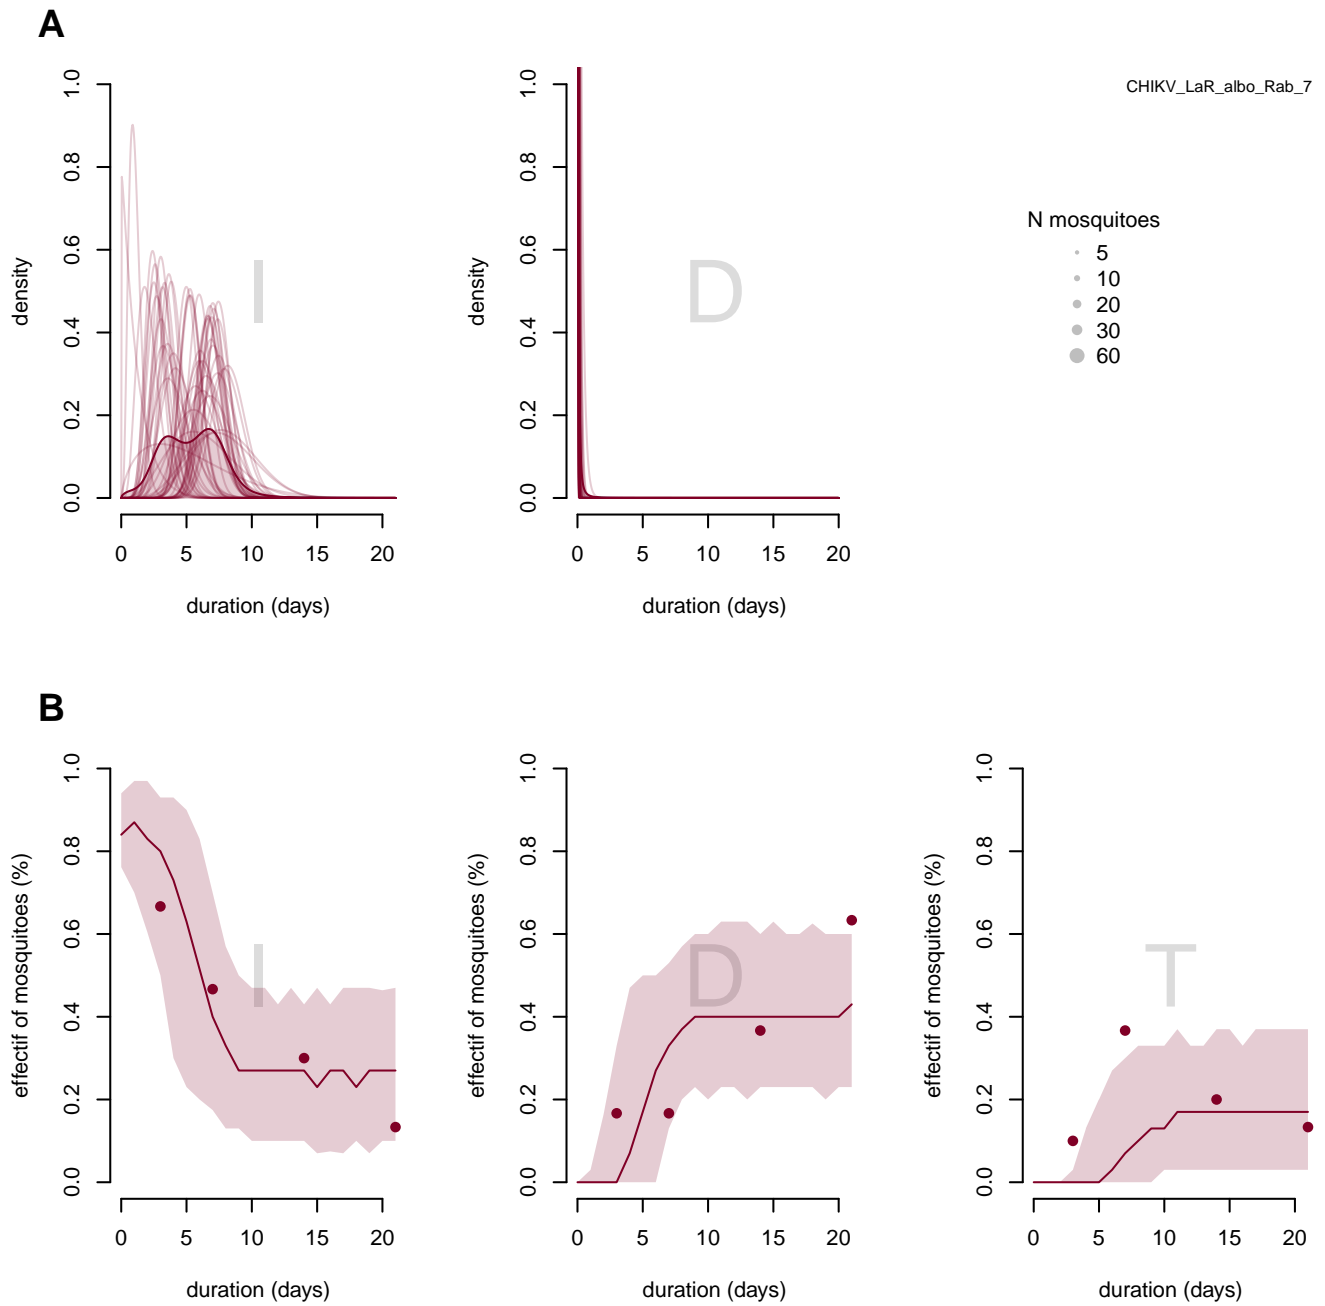 A
CHIKV_LaR_albo_Rab_7
density
0.0 0.2 0.4 0.6 0.8 1.0
I
0 5 10 15 20
duration (days)
density
0.0 0.2 0.4 0.6 0.8 1.0
D
0 5 10 15 20
duration (days)
N mosquitoes
5
10
20
30
60
B
effectif of mosquitoes (%)
0.0 0.2 0.4 0.6 0.8 1.0
I
0 5 10 15 20
duration (days)
effectif of mosquitoes (%)
0.0 0.2 0.4 0.6 0.8 1.0
D
0 5 10 15 20
duration (days)
effectif of mosquitoes (%)
0.0 0.2 0.4 0.6 0.8 1.0
T
0 5 10 15 20
duration (days)